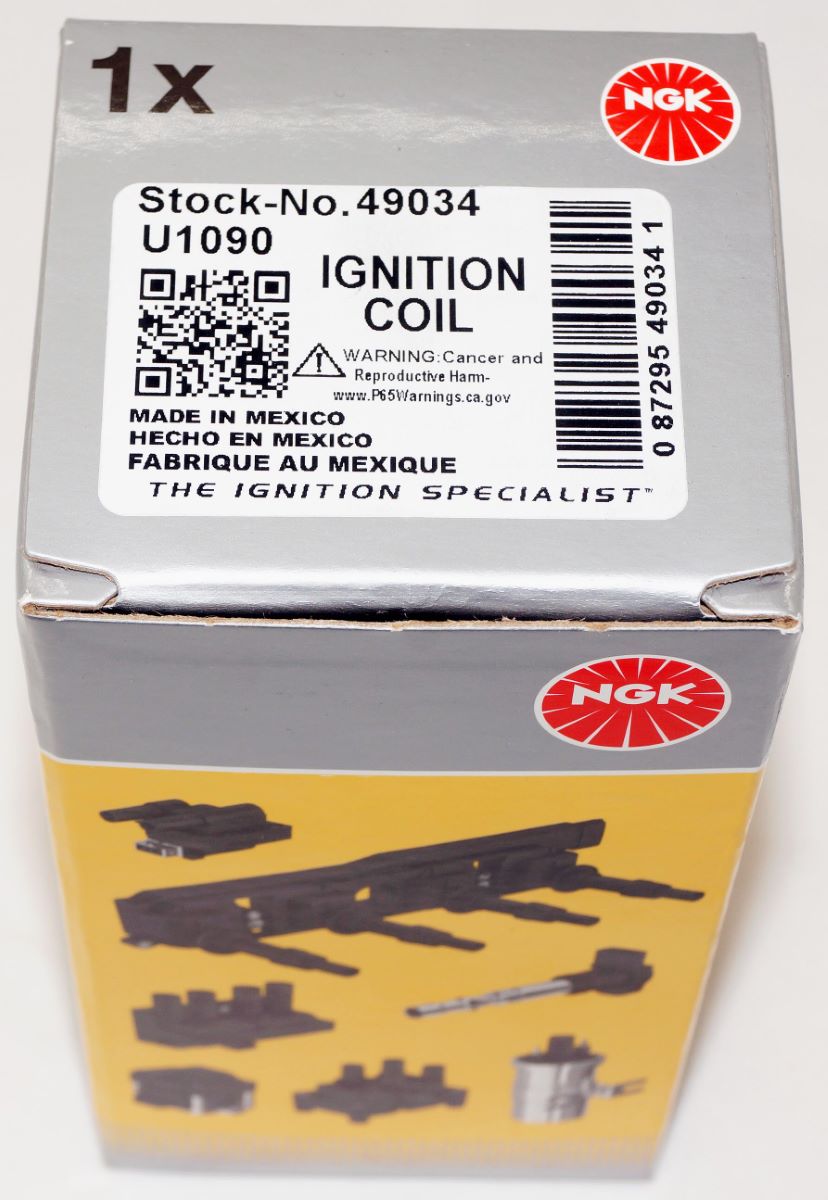 1x
NGK
Stock-No. 49034
U1090
IGNITION
COIL
WARNING:Cancer and
Reproductive Harm-
www.P65Warnings.ca.gov
MADE IN MEXICO
HECHO EN MEXICO
FABRIQUE AU MEXIQUE
THE IGNITION SPECIALIST™
0 87295 49034 1
NGK